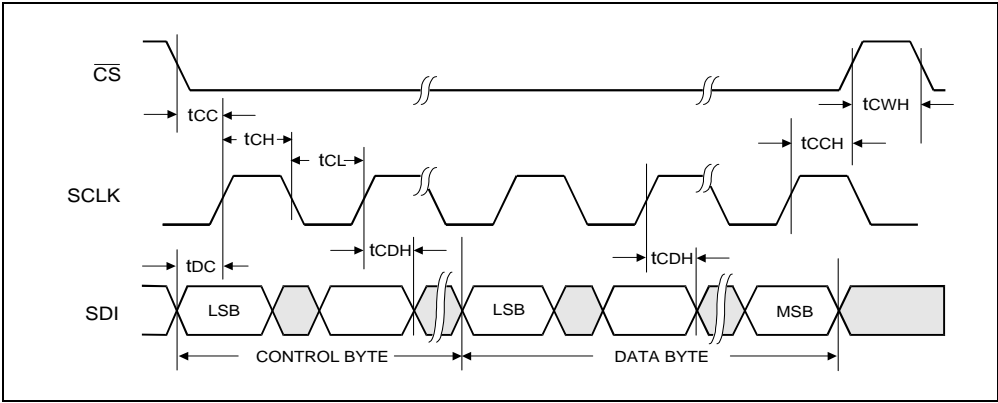 CS
tCC
tCWH
tCH
tCCH
tCL
SCLK
tCDH
tCDH
tDC
SDI
LSB
LSB
MSB
CONTROL BYTE
DATA BYTE